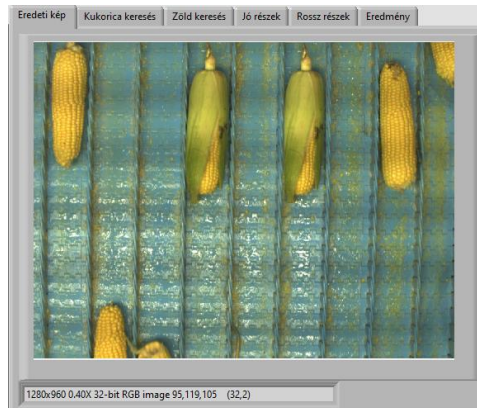 Eredeti kép Kukorica keresés Zöld keresés Jó részek Rossz részek Eredmény
1280x960 0.40X 32-bit RGB image 95,119,105 (32,2)